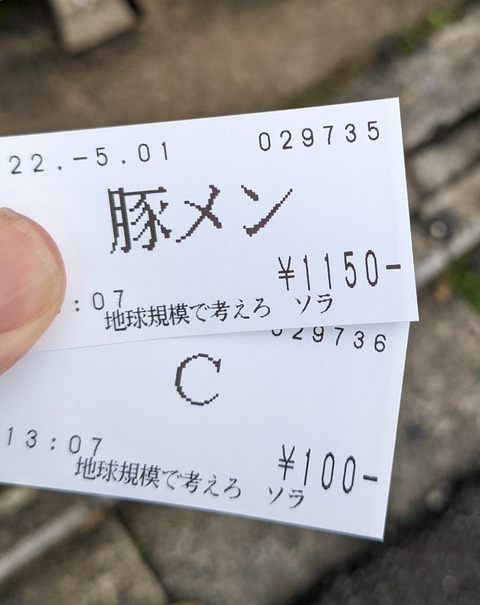 22.-5.01 029735
豚メン
¥1150-
:07
地球規模で考えろ ソラ
029736
C
13:07
¥100-
地球規模で考えろ ソラ